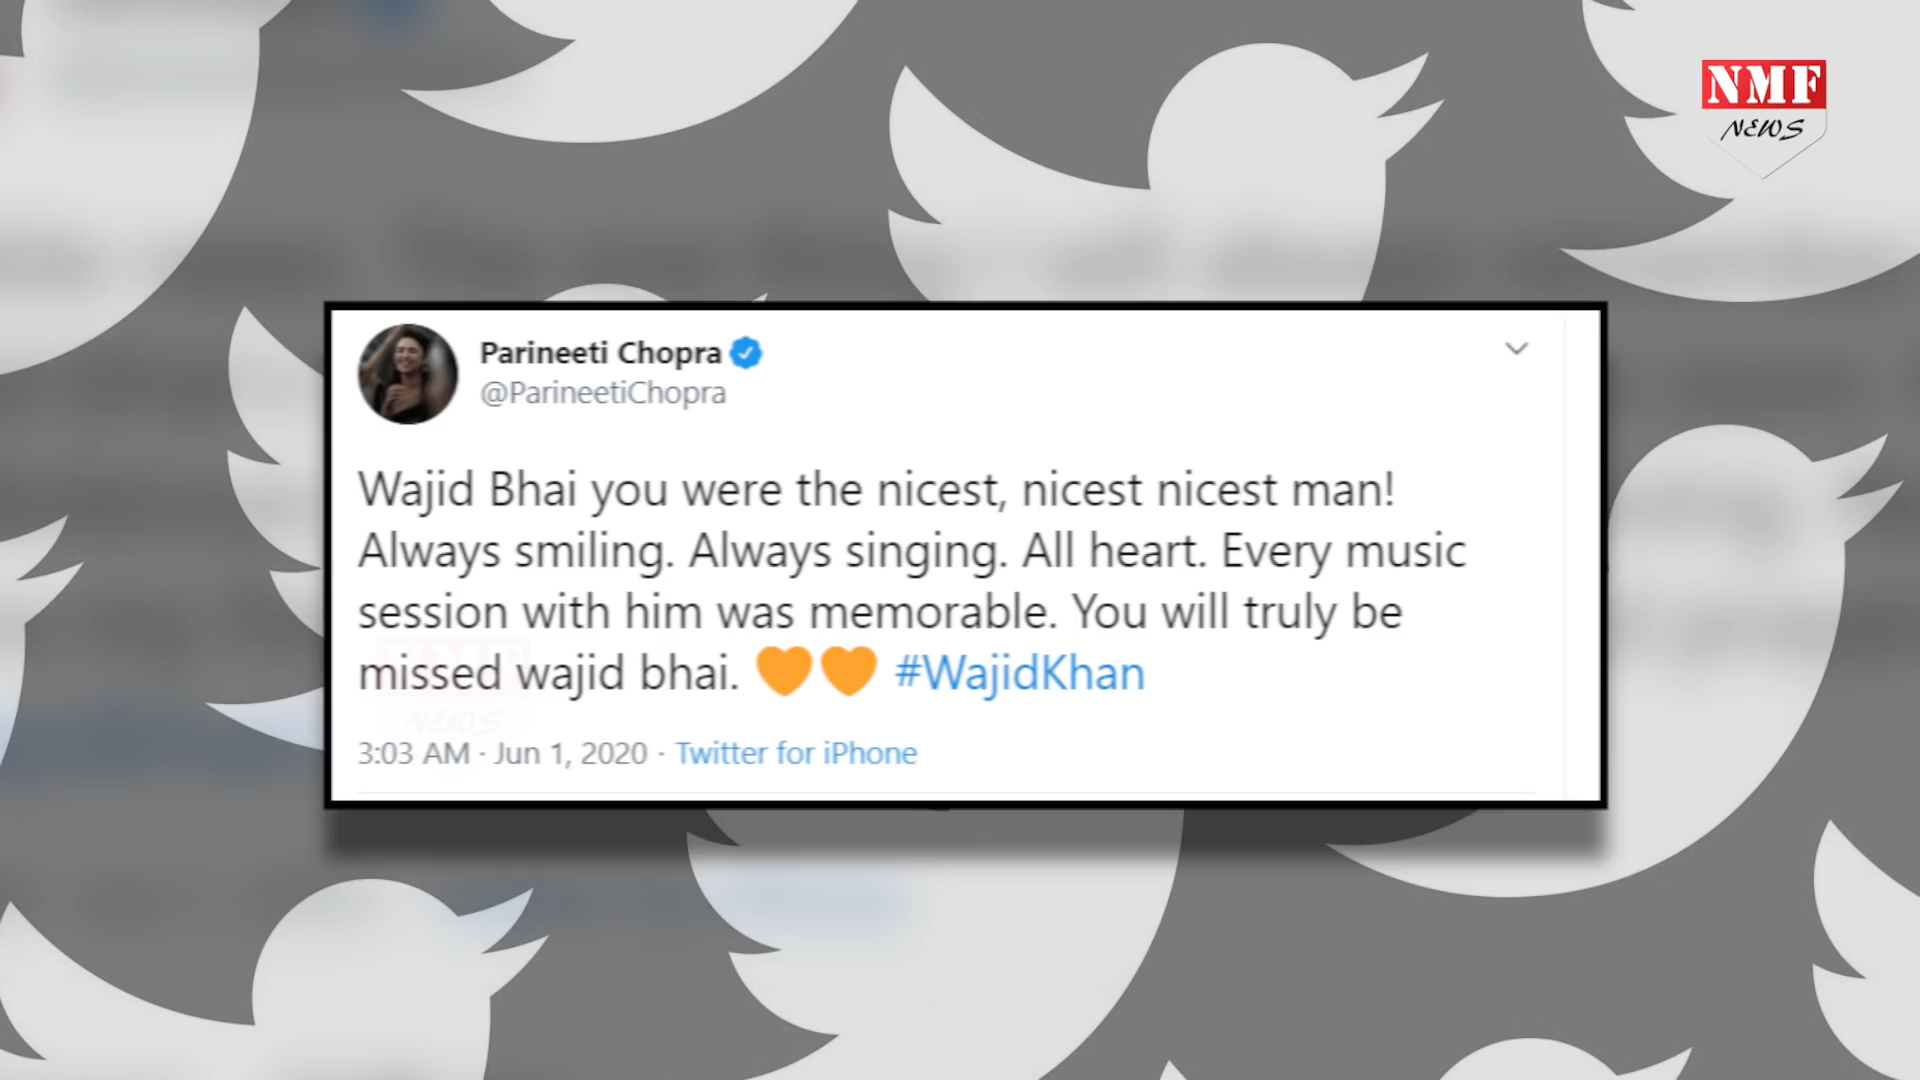 NMF
NEWS
Parineeti Chopra
@ParineetiChopra
Wajid Bhai you were the nicest, nicest nicest man!
Always smiling. Always singing. All heart. Every music
session with him was memorable. You will truly be
missed wajid bhai. 🧡🧡 #WajidKhan
NMF
NEWS
3:03 AM · Jun 1, 2020 · Twitter for iPhone